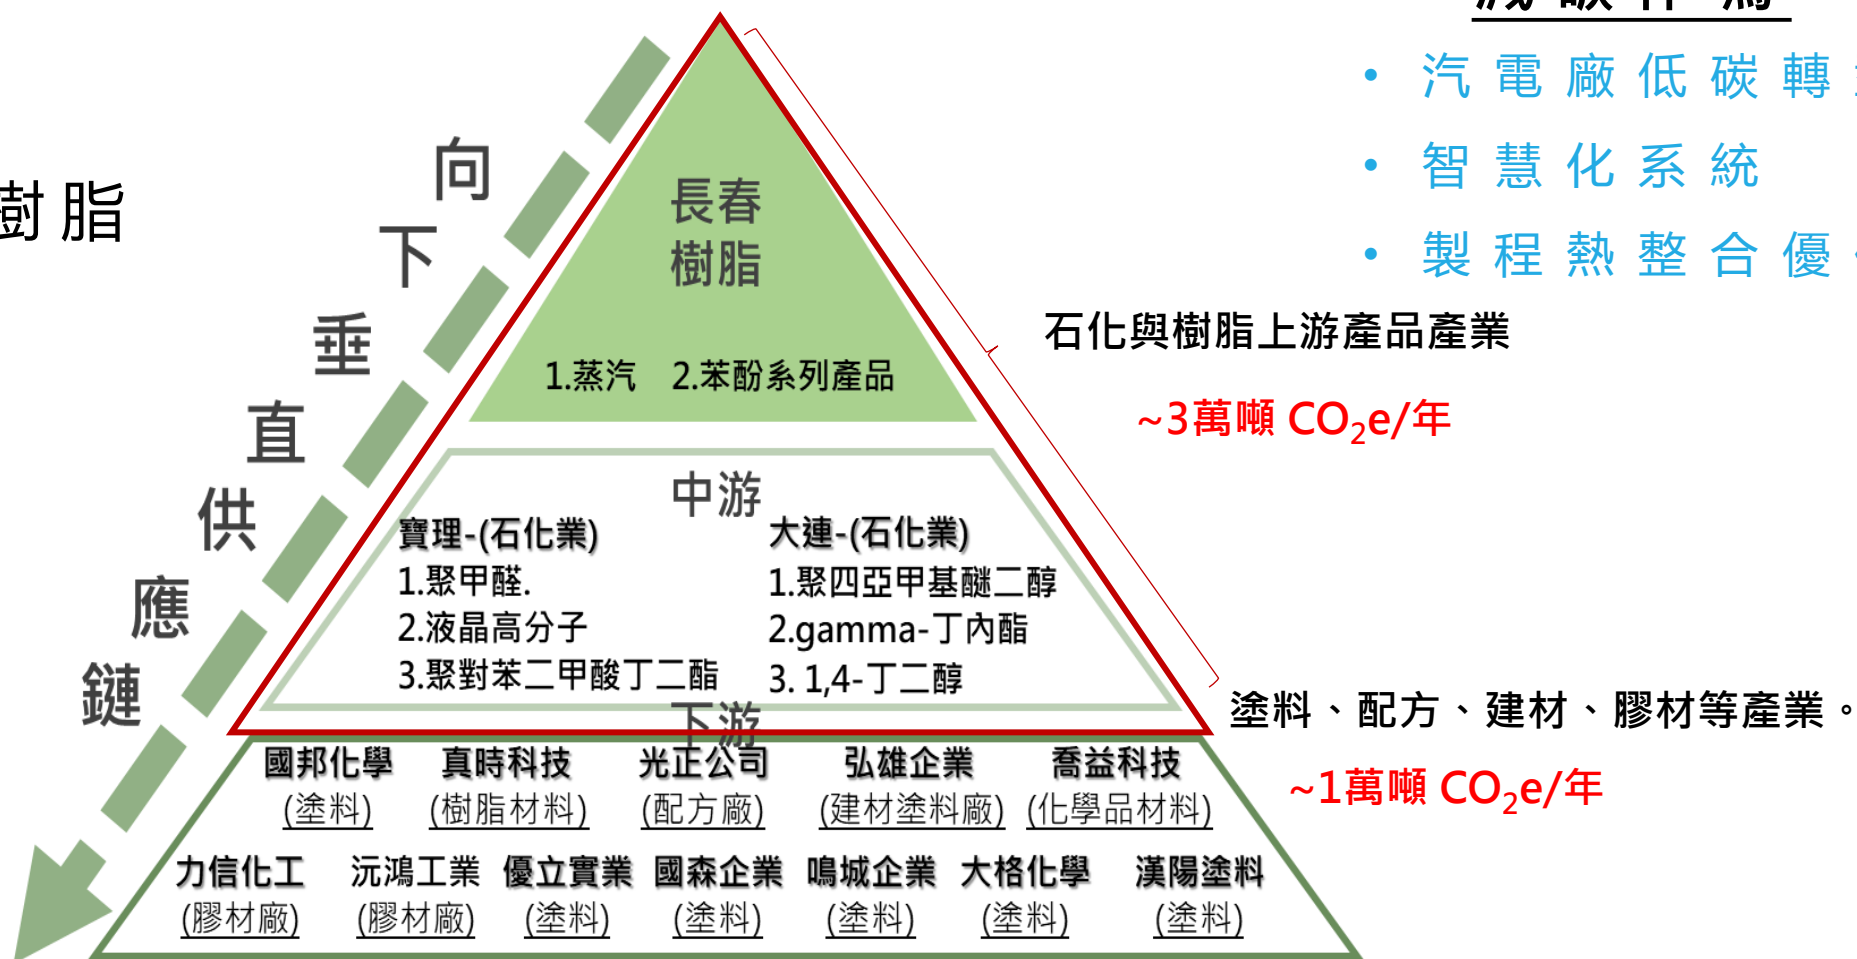 樹脂
向下垂直供應鏈
長春
樹脂
1.蒸汽 2.苯酚系列產品
中游
寶理-(石化業)
1.聚甲醛.
2.液晶高分子
3.聚對苯二甲酸丁二酯
大連-(石化業)
1.聚四亞甲基醚二醇
2.gamma-丁內酯
3. 1,4-丁二醇
下游
國邦化學 真時科技 光正公司 弘雄企業 喬益科技
(塗料) (樹脂材料) (配方廠) (建材塗料廠) (化學品材料)
力信化工 沅鴻工業 優立實業 國森企業 鳴城企業 大格化學 漢陽塗料
(膠材廠) (膠材廠) (塗料) (塗料) (塗料) (塗料) (塗料)
• 汽電廠低碳轉
• 智慧化系統
• 製程熱整合優
石化與樹脂上游產品產業
~3萬噸 CO₂e/年
塗料、配方、建材、膠材等產業。
~1萬噸 CO₂e/年